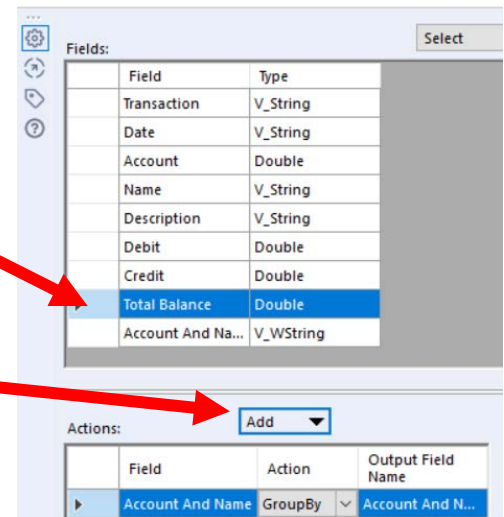 Select
Fields:
Field Type
Transaction V_String
Date V_String
Account Double
Name V_String
Description V_String
Debit Double
Credit Double
Total Balance Double
Account And Na... V_WString
Actions: Add
Field Action Output Field Name
Account And Name GroupBy Account And N...